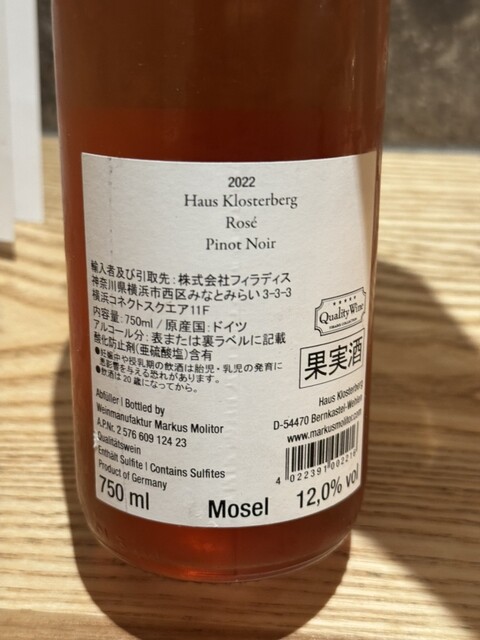 2022
Haus Klosterberg
Rosé
Pinot Noir
輸入者及び引取先：株式会社フィラディス
神奈川県横浜市西区みなとみらい3-3-3
横浜コネクトスクエア11F
内容量：750ml / 原産国：ドイツ
アルコール分：表または裏ラベルに記載
酸化防止剤(亜硫酸塩)含有
●妊娠中や授乳期の飲酒は胎児・乳児の発育に
悪影響を与える恐れがあります。
●飲酒は20歳になってから。
Quality Wine
果実酒
Abfüller | Bottled by
Weinmanufaktur Markus Molitor
A.P.Nr. 2 576 609 124 23
Qualitätswein
Enthält Sulfite | Contains Sulfites
Product of Germany
Haus Klosterberg
D-54470 Bernkastel-Wehlen
www.markusmolitor.com
4 022391 002216
750 ml
Mosel
12,0% vol